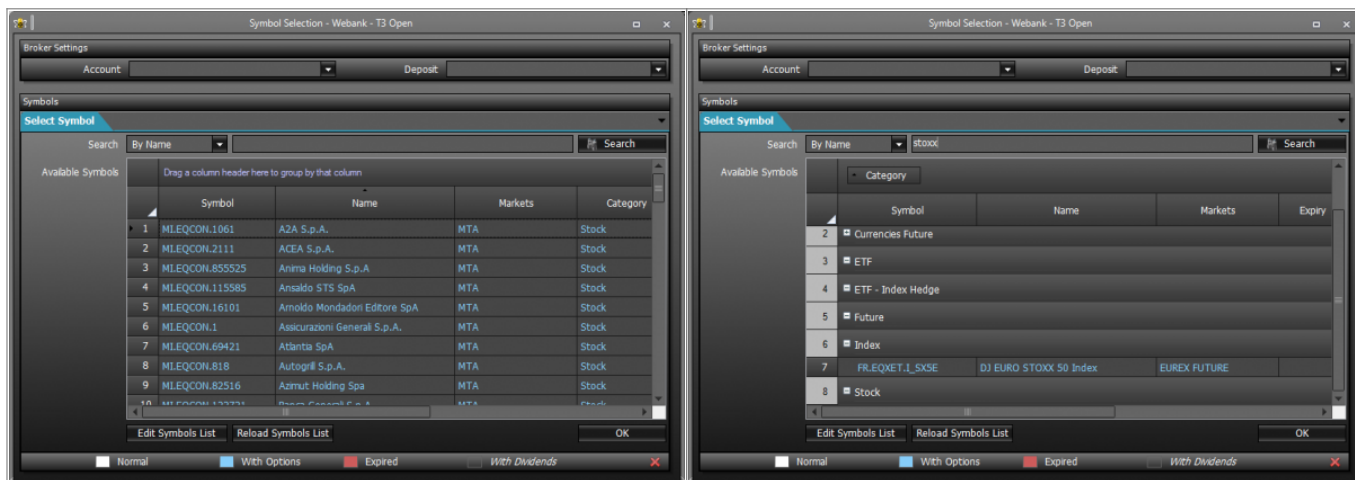 Symbol Selection - Webank - T3 Open
Broker Settings
Account Deposit
Symbols
Select Symbol
Search By Name Search
Available Symbols Drag a column header here to group by that column
Symbol Name Markets Category
1 MI.EQCON.1061 A2A S.p.A. MTA Stock
2 MI.EQCON.2111 ACEA S.p.A. MTA Stock
3 MI.EQCON.855525 Anima Holding S.p.A MTA Stock
4 MI.EQCON.115585 Ansaldo STS SpA MTA Stock
5 MI.EQCON.16101 Arnoldo Mondadori Editore SpA MTA Stock
6 MI.EQCON.1 Assicurazioni Generali S.p.A. MTA Stock
7 MI.EQCON.69421 Atlantia SpA MTA Stock
8 MI.EQCON.818 Autogrill S.p.A. MTA Stock
9 MI.EQCON.82516 Azimut Holding Spa MTA Stock
Edit Symbols List Reload Symbols List OK
Normal With Options Expired With Dividends
Symbol Selection - Webank - T3 Open
Broker Settings
Account Deposit
Symbols
Select Symbol
Search By Name stoxx Search
Available Symbols Category
Symbol Name Markets Expiry
2 Currencies Future
3 ETF
4 ETF - Index Hedge
5 Future
6 Index
7 FR.EQXET.I_SX5E DJ EURO STOXX 50 Index EUREX FUTURE
8 Stock
Edit Symbols List Reload Symbols List OK
Normal With Options Expired With Dividends